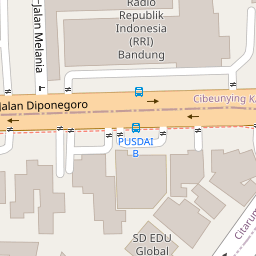 Radio
Republik
Indonesia
(RRI)
Bandung
Jalan Melania
Jalan Diponegoro
Cibeunying K
PUSDAI
B
SD EDU
Global
Citarum